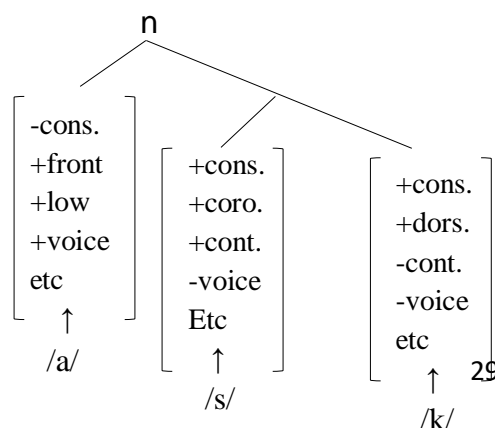 n
-cons.
+front
+low
+voice
etc
↑
/a/
+cons.
+coro.
+cont.
-voice
Etc
↑
/s/
+cons.
+dors.
-cont.
-voice
etc
↑
/k/
29